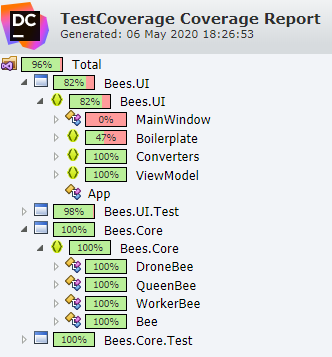 DC
TestCoverage Coverage Report
Generated: 06 May 2020 18:26:53
96% Total
82% Bees.UI
82% Bees.UI
0% MainWindow
47% Boilerplate
100% Converters
100% ViewModel
App
98% Bees.UI.Test
100% Bees.Core
100% Bees.Core
100% DroneBee
100% QueenBee
100% WorkerBee
100% Bee
100% Bees.Core.Test